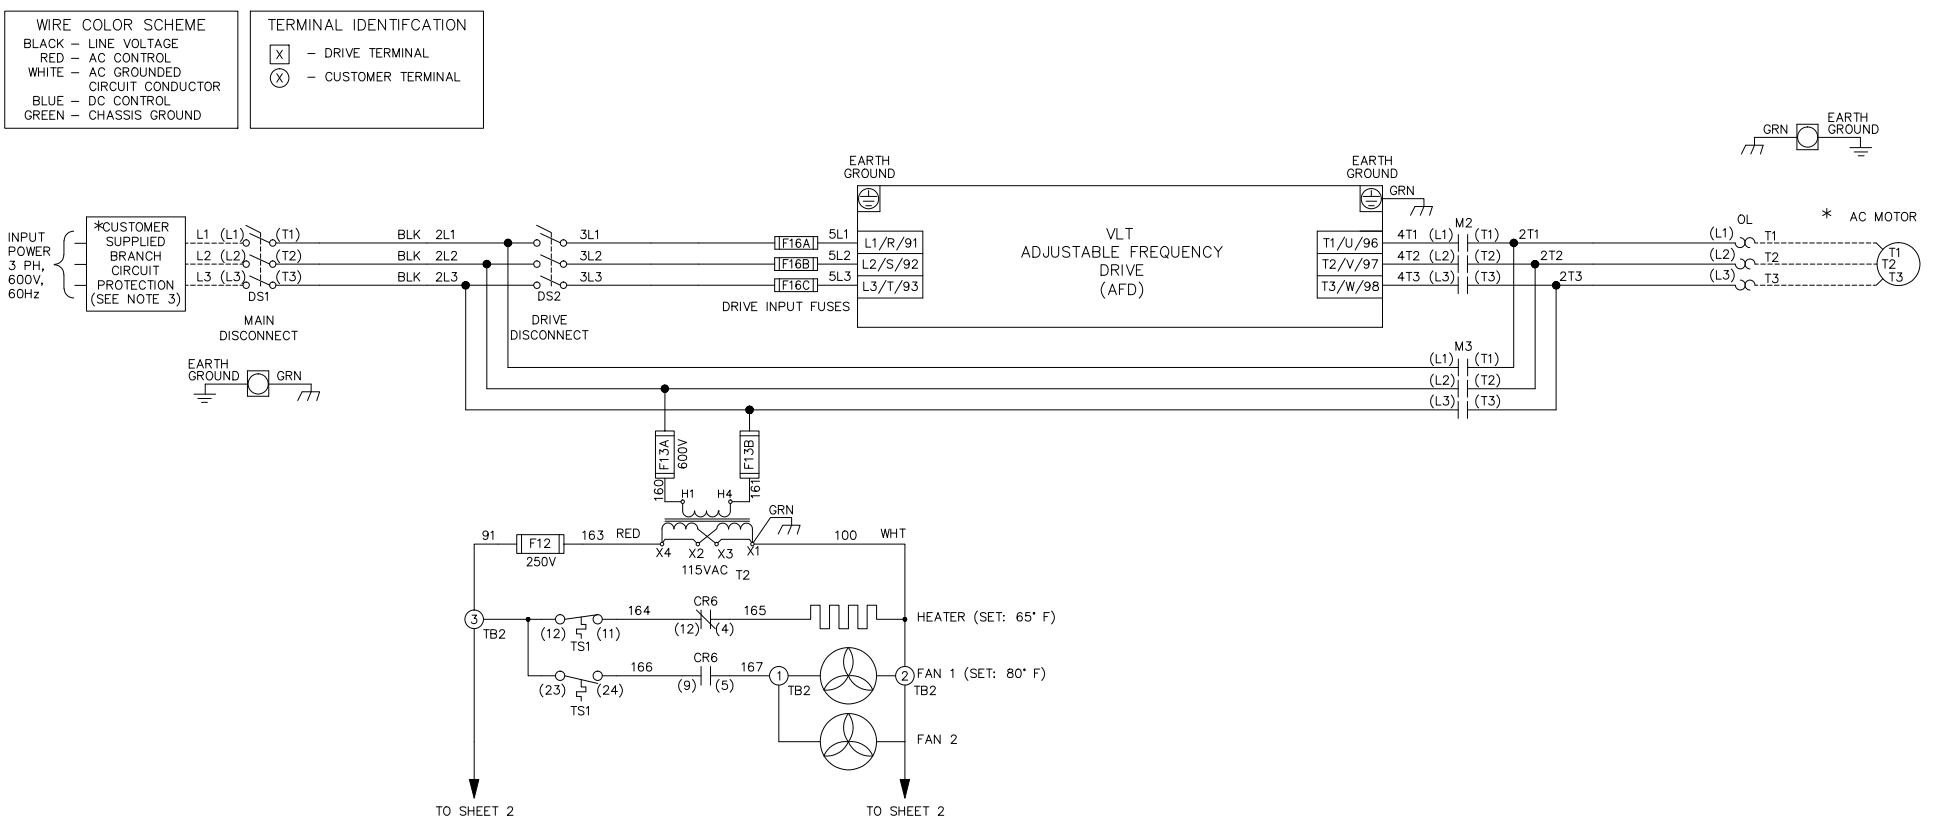 WIRE COLOR SCHEME
BLACK – LINE VOLTAGE
RED – AC CONTROL
WHITE – AC GROUNDED
CIRCUIT CONDUCTOR
BLUE – DC CONTROL
GREEN – CHASSIS GROUND
TERMINAL IDENTIFCATION
X – DRIVE TERMINAL
X – CUSTOMER TERMINAL
GRN
EARTH
GROUND
EARTH
GROUND
EARTH
GROUND
GRN
INPUT
POWER
3 PH,
600V,
60Hz
*CUSTOMER
SUPPLIED
BRANCH
CIRCUIT
PROTECTION
(SEE NOTE 3)
L1 (L1) (T1) BLK 2L1 3L1 F16A 5L1 L1/R/91
L2 (L2) (T2) BLK 2L2 3L2 F16B 5L2 L2/S/92
L3 (L3) (T3) BLK 2L3 3L3 F16C 5L3 L3/T/93
DS1
MAIN
DISCONNECT
DS2
DRIVE
DISCONNECT
DRIVE INPUT FUSES
VLT
ADJUSTABLE FREQUENCY
DRIVE
(AFD)
M2
T1/U/96 4T1 (L1) (T1) 2T1
T2/V/97 4T2 (L2) (T2) 2T2
T3/W/98 4T3 (L3) (T3) 2T3
OL
(L1) T1
(L2) T2
(L3) T3
* AC MOTOR
T1
T2
T3
EARTH
GROUND
GRN
M3
(L1) (T1)
(L2) (T2)
(L3) (T3)
F13A
600V
F13B
160
161
H1 H4
GRN
91 F12 163 RED
250V
X4 X2 X3 X1
100 WHT
115VAC T2
3
TB2
(12) (11)
TS1
164
CR6
(12) (4)
165
HEATER (SET: 65° F)
(23) (24)
TS1
166
CR6
(9) (5)
167
1
TB2
2
TB2
FAN 1 (SET: 80° F)
FAN 2
TO SHEET 2
TO SHEET 2